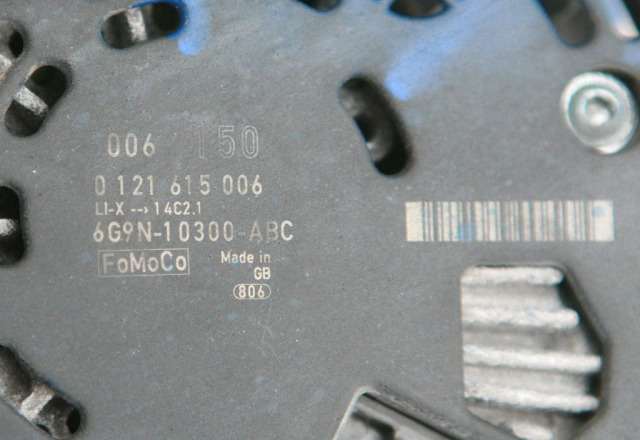 006 150
0 121 615 006
LI-X --> 14C2.1
6G9N-10300-ABC
FoMoCo Made in
GB
806